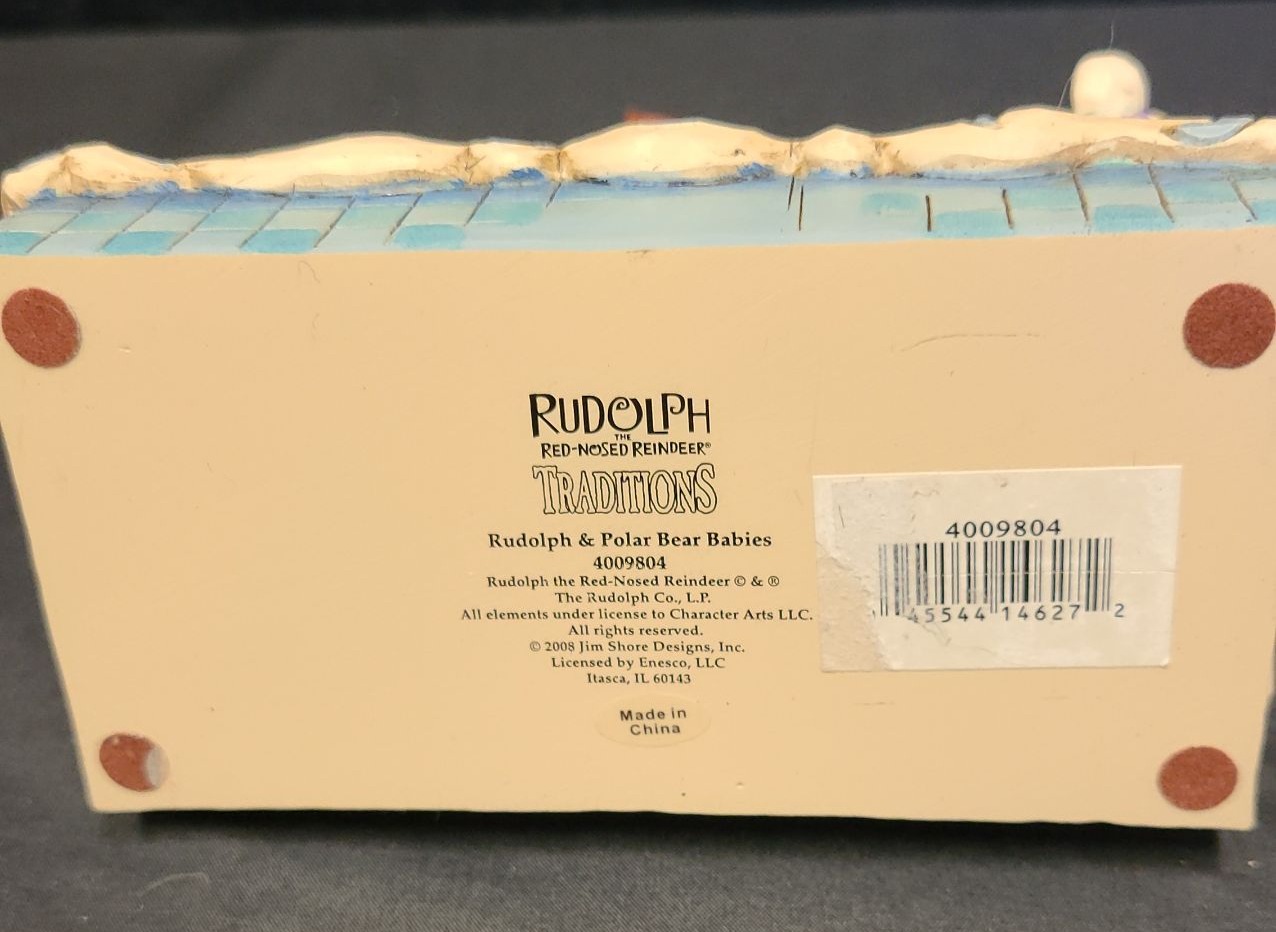 RUDOLPH
THE
RED-NOSED REINDEER®
TRADITIONS
Rudolph & Polar Bear Babies
4009804
Rudolph the Red-Nosed Reindeer © & ®
The Rudolph Co., L.P.
All elements under license to Character Arts LLC.
All rights reserved.
© 2008 Jim Shore Designs, Inc.
Licensed by Enesco, LLC
Itasca, IL 60143
Made in
China
4009804
45544 14627 2